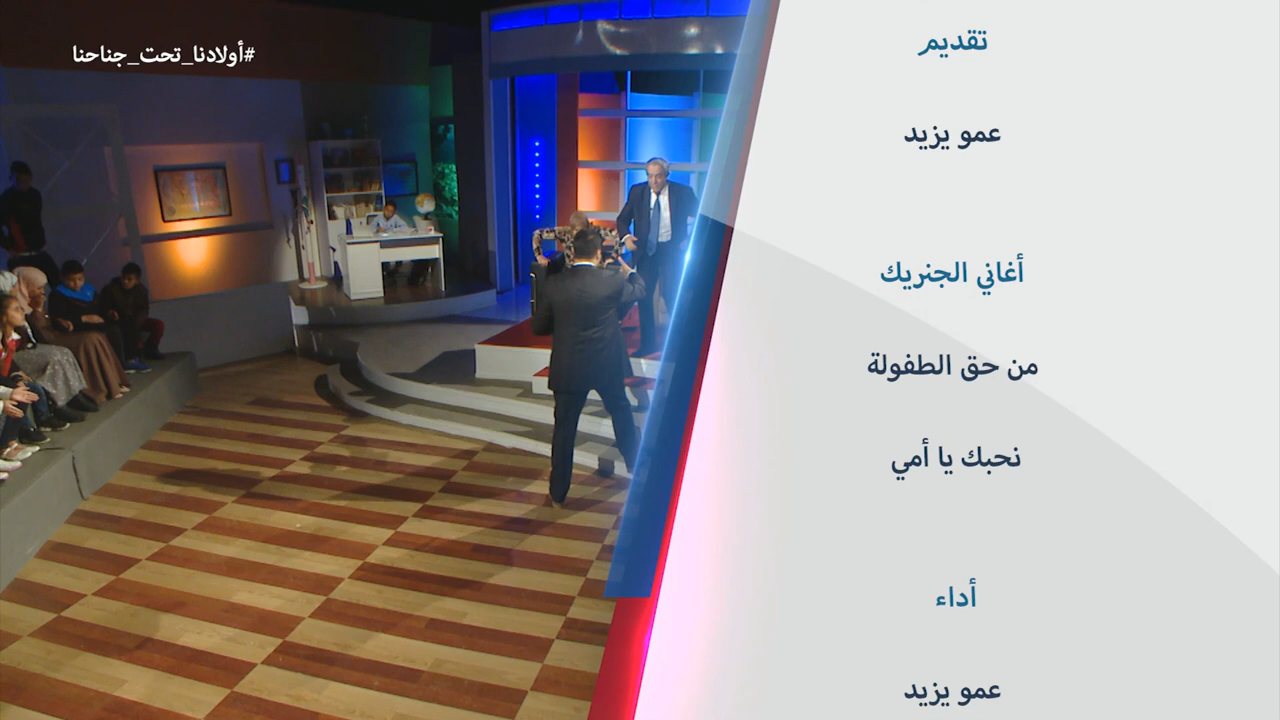 #أولادنا_تحت_جناحنا
تقديم
عمو يزيد
أغاني الجنريك
من حق الطفولة
نحبك يا أمي
أداء
عمو يزيد